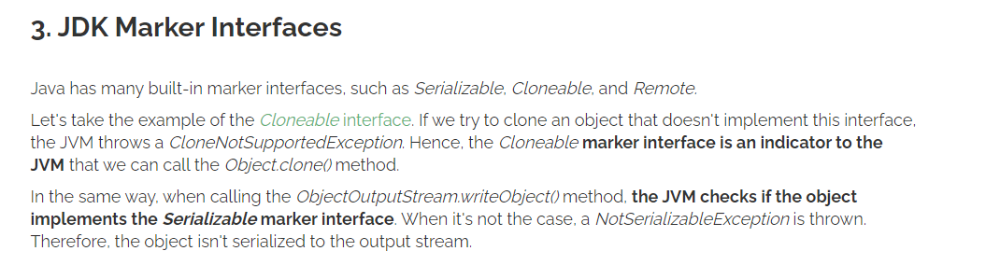 3. JDK Marker Interfaces
Java has many built-in marker interfaces, such as Serializable, Cloneable, and Remote.
Let's take the example of the Cloneable interface. If we try to clone an object that doesn't implement this interface,
the JVM throws a CloneNotSupportedException. Hence, the Cloneable marker interface is an indicator to the
JVM that we can call the Object.clone() method.
In the same way, when calling the ObjectOutputStream.writeObject() method, the JVM checks if the object
implements the Serializable marker interface. When it's not the case, a NotSerializableException is thrown.
Therefore, the object isn't serialized to the output stream.